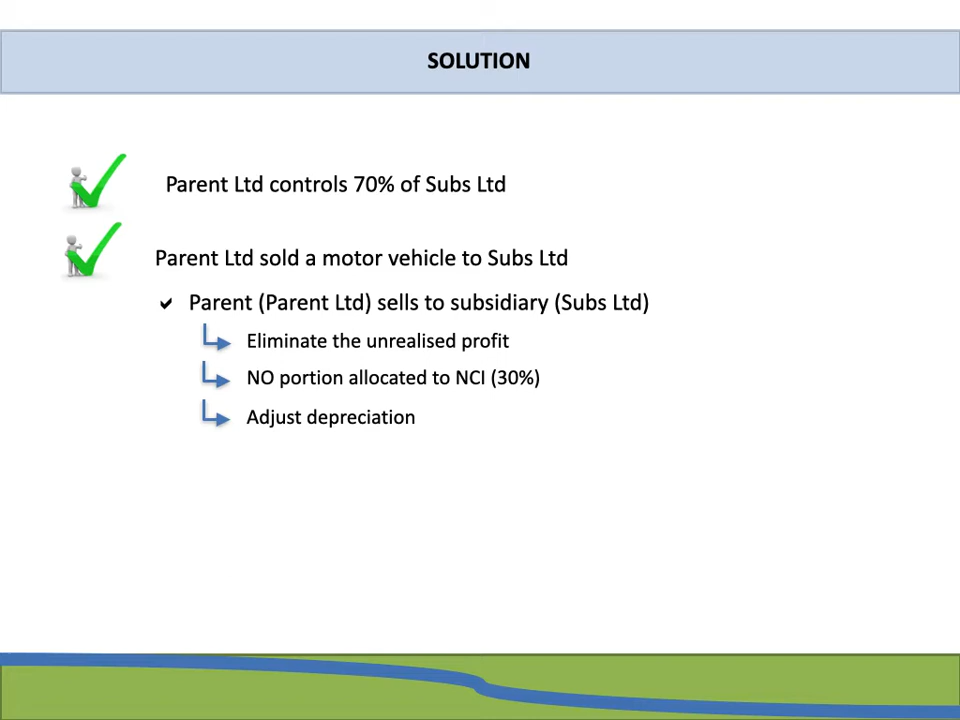 SOLUTION
Parent Ltd controls 70% of Subs Ltd
Parent Ltd sold a motor vehicle to Subs Ltd
Parent (Parent Ltd) sells to subsidiary (Subs Ltd)
Eliminate the unrealised profit
NO portion allocated to NCI (30%)
Adjust depreciation